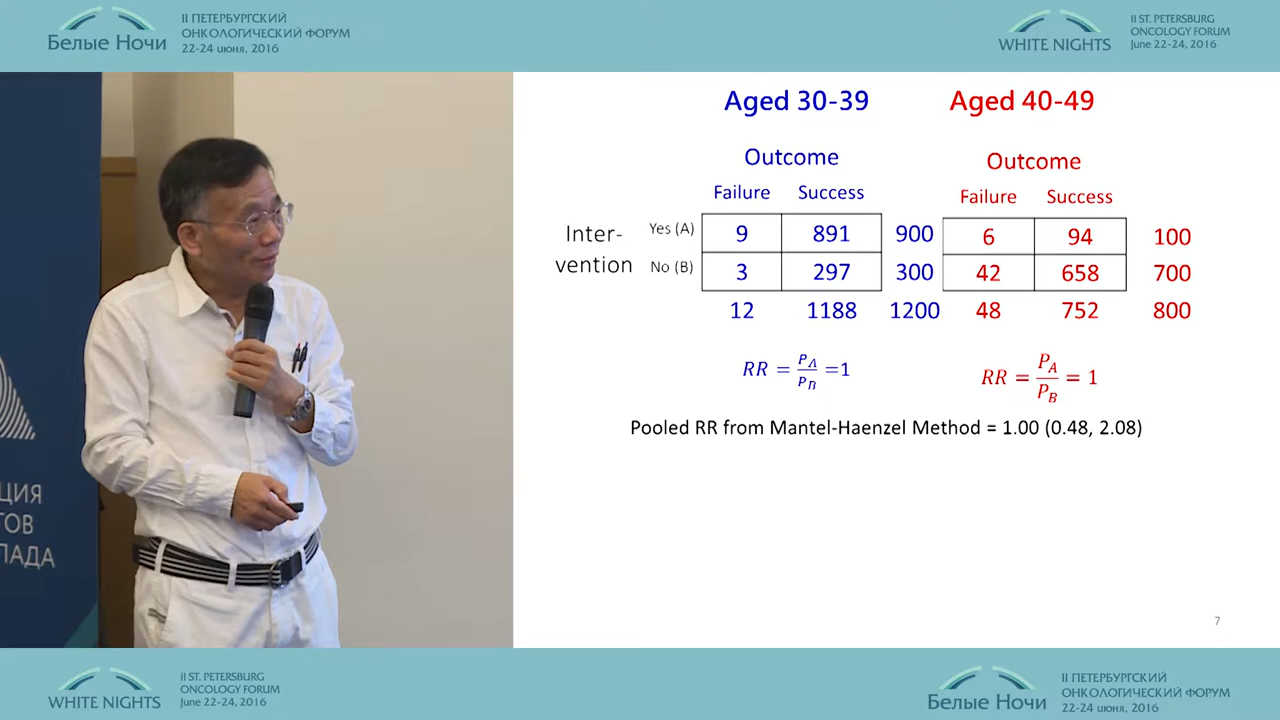 II ПЕТЕРБУРГСКИЙ
ОНКОЛОГИЧЕСКИЙ ФОРУМ
Белые Ночи
22-24 июня, 2016
II ST. PETERSBURG
ONCOLOGY FORUM
WHITE NIGHTS
June 22-24, 2016
Aged 30-39
Aged 40-49
Outcome
Outcome
Failure Success
Failure Success
Inter-
vention
Yes (A) 9 891 900
6 94 100
No (B) 3 297 300
42 658 700
12 1188 1200
48 752 800
RR = P_A/P_B =1
RR = P_A/P_B = 1
Pooled RR from Mantel-Haenzel Method = 1.00 (0.48, 2.08)
7
ЦИЯ
ТОВ
ПАДА
II ST. PETERSBURG
ONCOLOGY FORUM
WHITE NIGHTS
June 22-24, 2016
II ПЕТЕРБУРГСКИЙ
ОНКОЛОГИЧЕСКИЙ ФОРУМ
Белые Ночи
22-24 июня, 2016